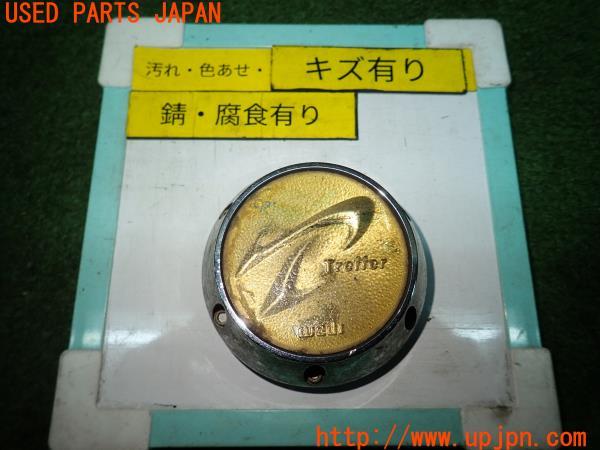 USED PARTS JAPAN
汚れ・色あせ・
キズ有り
錆・腐食有り
Trotter
weds
http://www.upjpn.com